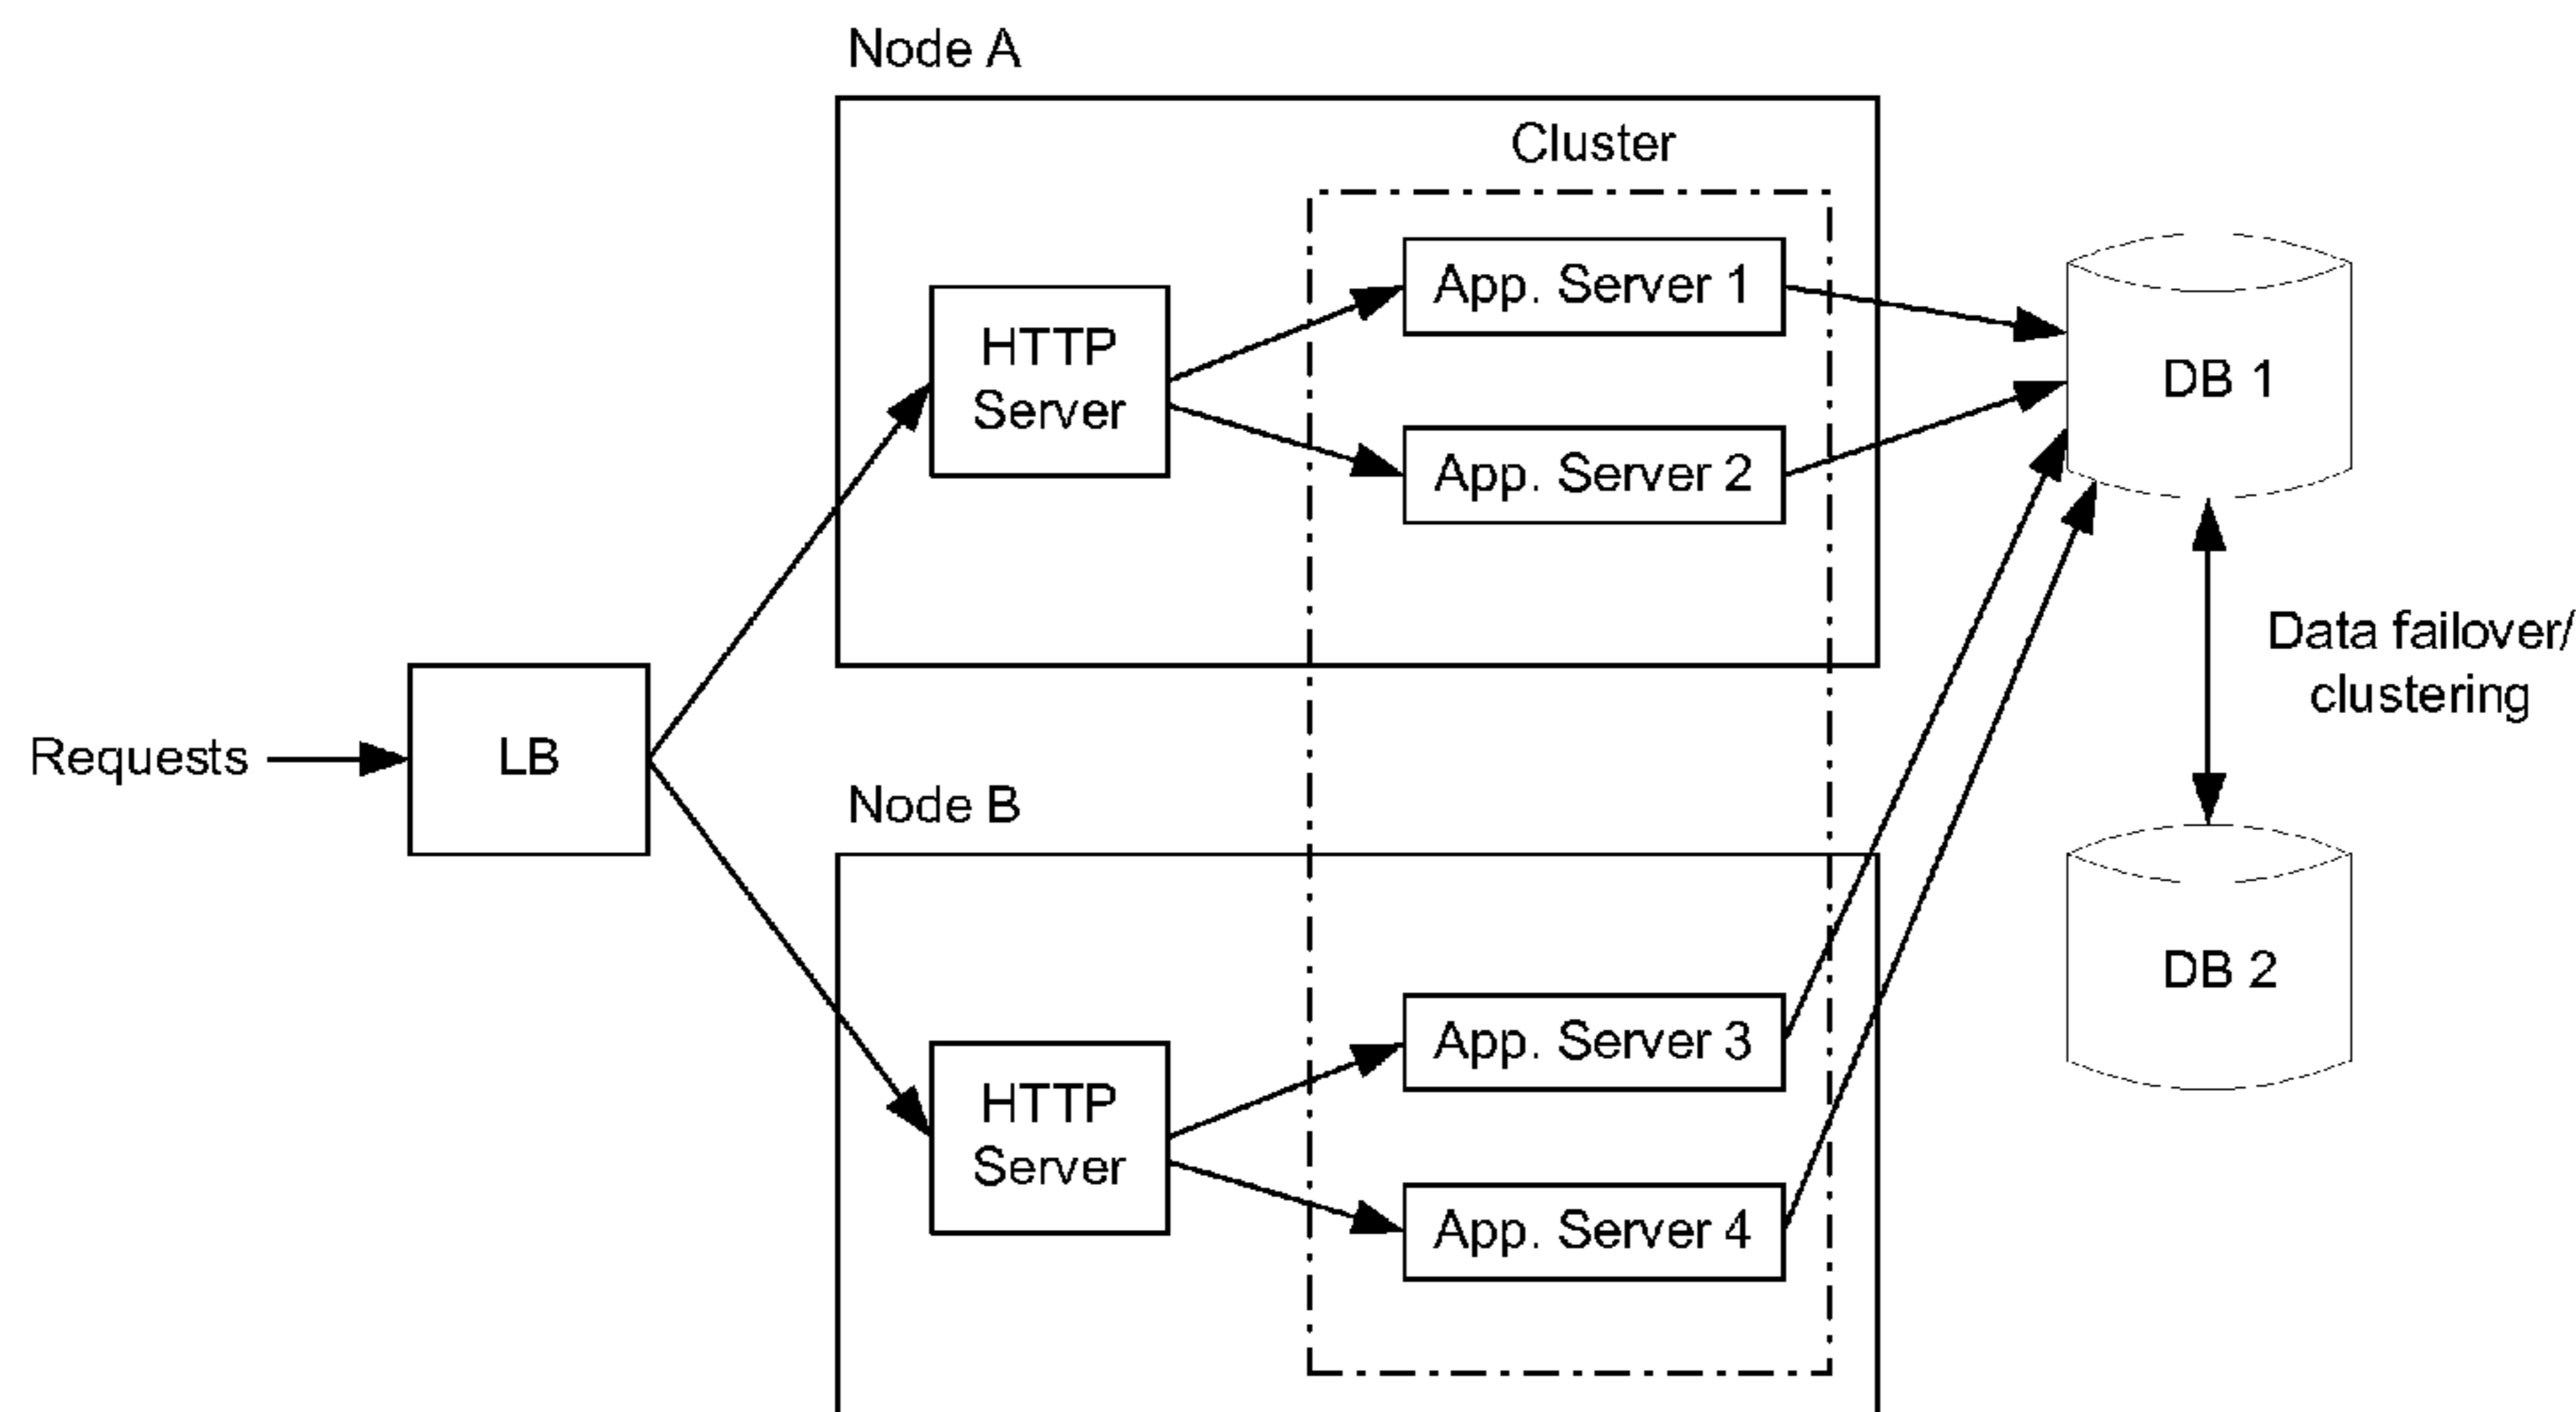 Node A
Cluster
HTTP
Server
App. Server 1
App. Server 2
DB 1
Data failover/
clustering
Requests
LB
Node B
HTTP
Server
App. Server 3
App. Server 4
DB 2